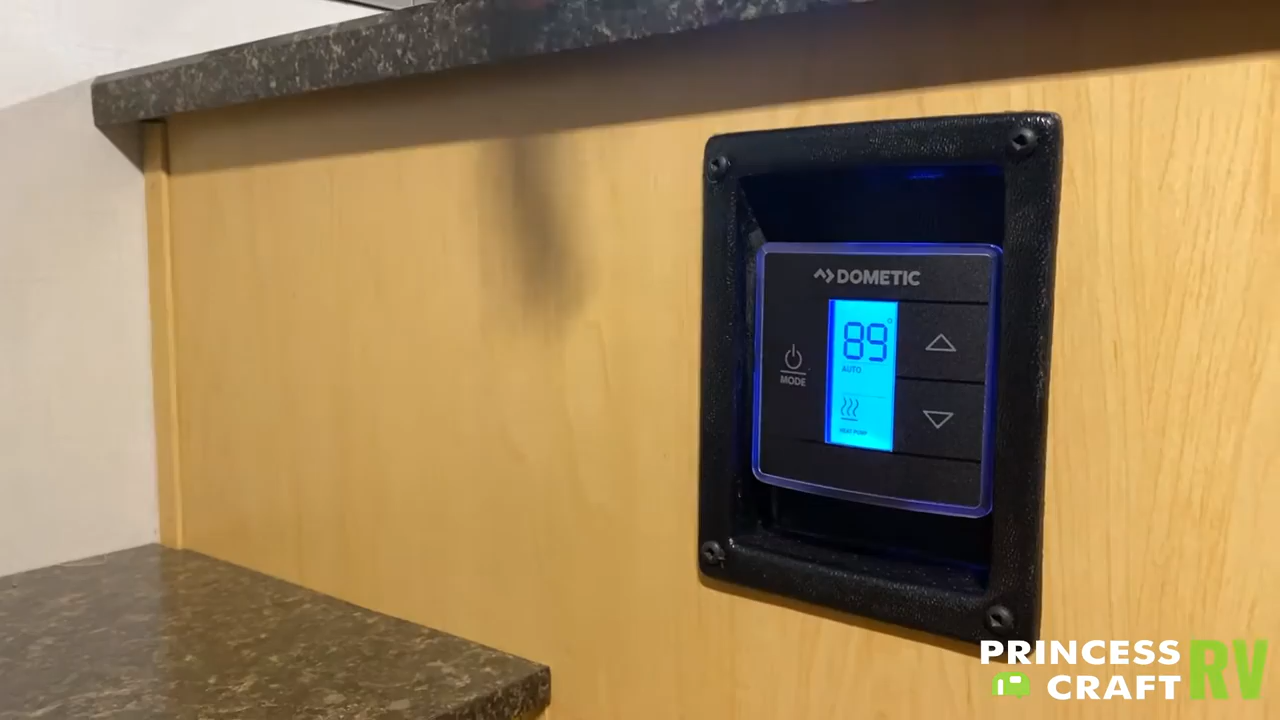 DOMETIC
89°
AUTO
MODE
HEAT PUMP
PRINCESS
CRAFT RV